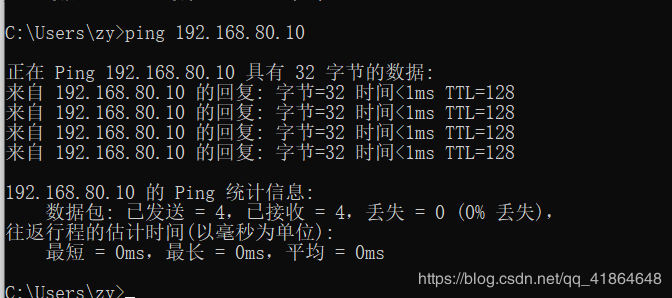 C:\Users\zy>ping 192.168.80.10
正在 Ping 192.168.80.10 具有 32 字节的数据:
来自 192.168.80.10 的回复: 字节=32 时间<1ms TTL=128
来自 192.168.80.10 的回复: 字节=32 时间<1ms TTL=128
来自 192.168.80.10 的回复: 字节=32 时间<1ms TTL=128
来自 192.168.80.10 的回复: 字节=32 时间<1ms TTL=128
192.168.80.10 的 Ping 统计信息:
数据包: 已发送 = 4，已接收 = 4，丢失 = 0 (0% 丢失)，
往返行程的估计时间(以毫秒为单位):
最短 = 0ms，最长 = 0ms，平均 = 0ms
https://blog.csdn.net/qq_41864648
C:\Users\zy>_